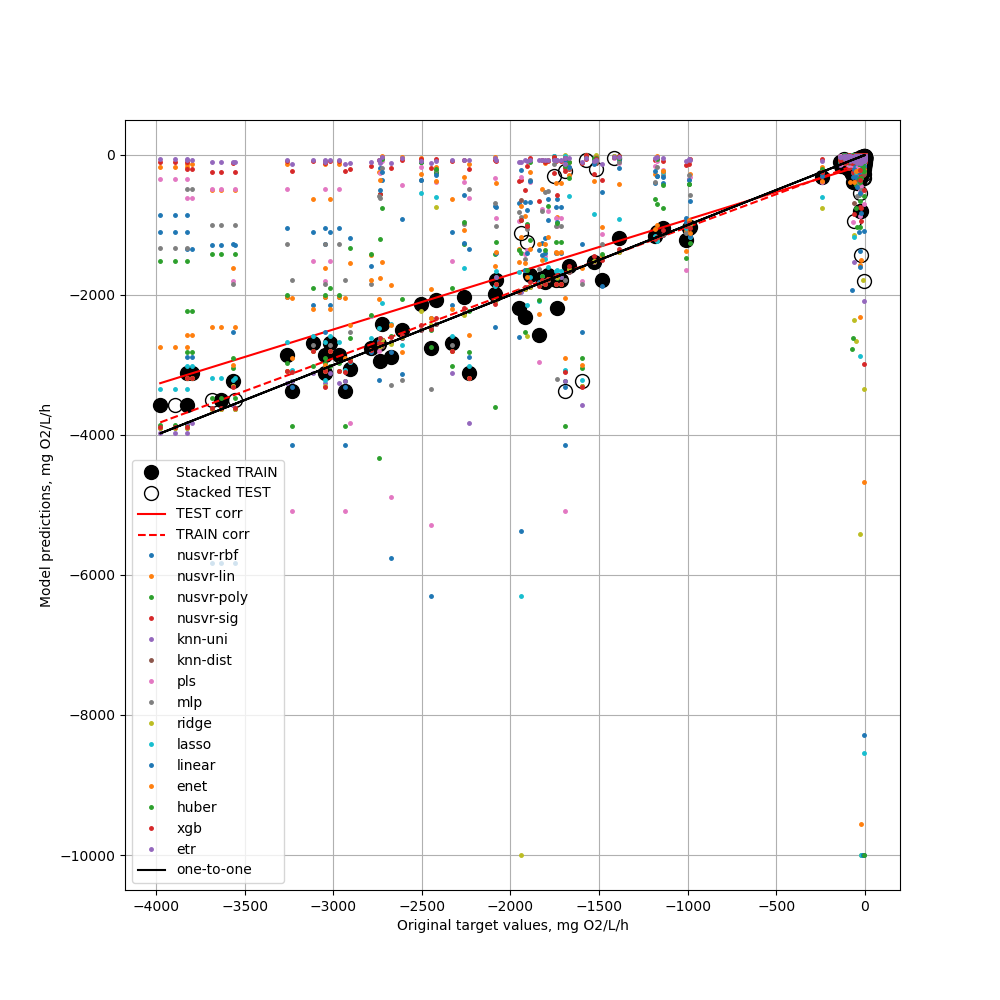 0
−2000
−4000
−6000
−8000
−10000
Model predictions, mg O2/L/h
Stacked TRAIN
Stacked TEST
TEST corr
TRAIN corr
nusvr-rbf
nusvr-lin
nusvr-poly
nusvr-sig
knn-uni
knn-dist
pls
mlp
ridge
lasso
linear
enet
huber
xgb
etr
one-to-one
−4000 −3500 −3000 −2500 −2000 −1500 −1000 −500 0
Original target values, mg O2/L/h